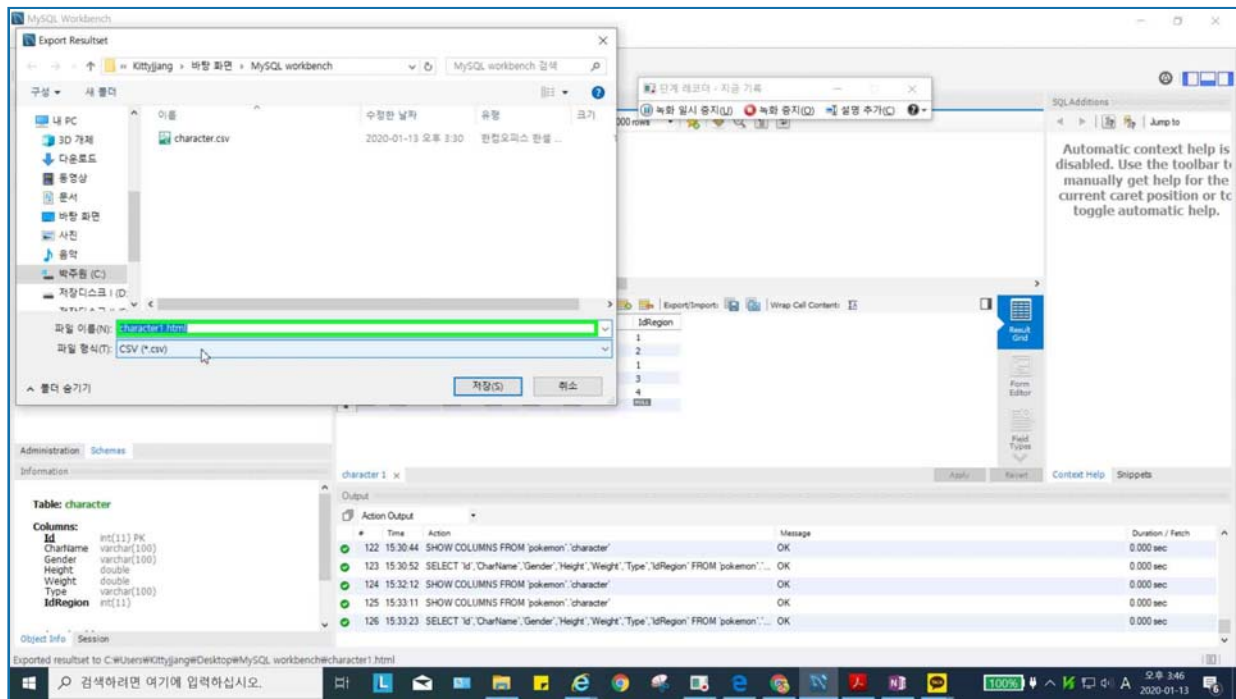 MySQL Workbench
Export Resultset
« Kittyjjang › 바탕 화면 › MySQL workbench
MySQL workbench 검색
구성
새 폴더
내 PC
3D 개체
다운로드
동영상
문서
바탕 화면
사진
음악
박주원 (C:)
저장디스크 I (D:
이름
수정한 날짜
유형
크기
character.csv
2020-01-13 오후 3:30
한컴오피스 한셀 ...
파일 이름(N):
character1.html
파일 형식(T):
CSV (*.csv)
폴더 숨기기
저장(S)
취소
단계 레코더 - 지금 기록
녹화 일시 중지(U)
녹화 중지(O)
설명 추가(C)
000 rows
SQLAdditions
Jump to
Automatic context help is
disabled. Use the toolbar to
manually get help for the
current caret position or to
toggle automatic help.
Export/Import:
Wrap Cell Content:
IdRegion
1
2
1
3
4
NULL
Result
Grid
Form
Editor
Field
Types
Administration
Schemas
Information
character 1
Apply
Revert
Context Help
Snippets
Table: character
Columns:
Id int(11) PK
CharName varchar(100)
Gender varchar(100)
Height double
Weight double
Type varchar(100)
IdRegion int(11)
Object Info
Session
Output
Action Output
# Time Action Message Duration / Fetch
122 15:30:44 SHOW COLUMNS FROM `pokemon`.`character` OK 0.000 sec
123 15:30:52 SELECT `Id`,`CharName`,`Gender`,`Height`,`Weight`,`Type`,`IdRegion` FROM `pokemon`.`... OK 0.000 sec
124 15:32:12 SHOW COLUMNS FROM `pokemon`.`character` OK 0.000 sec
125 15:33:11 SHOW COLUMNS FROM `pokemon`.`character` OK 0.000 sec
126 15:33:23 SELECT `Id`,`CharName`,`Gender`,`Height`,`Weight`,`Type`,`IdRegion` FROM `pokemon`.`... OK 0.000 sec
Exported resultset to C:₩Users₩Kittyjjang₩Desktop₩MySQL workbench₩character1.html
검색하려면 여기에 입력하십시오.
100%
A
오후 3:46
2020-01-13